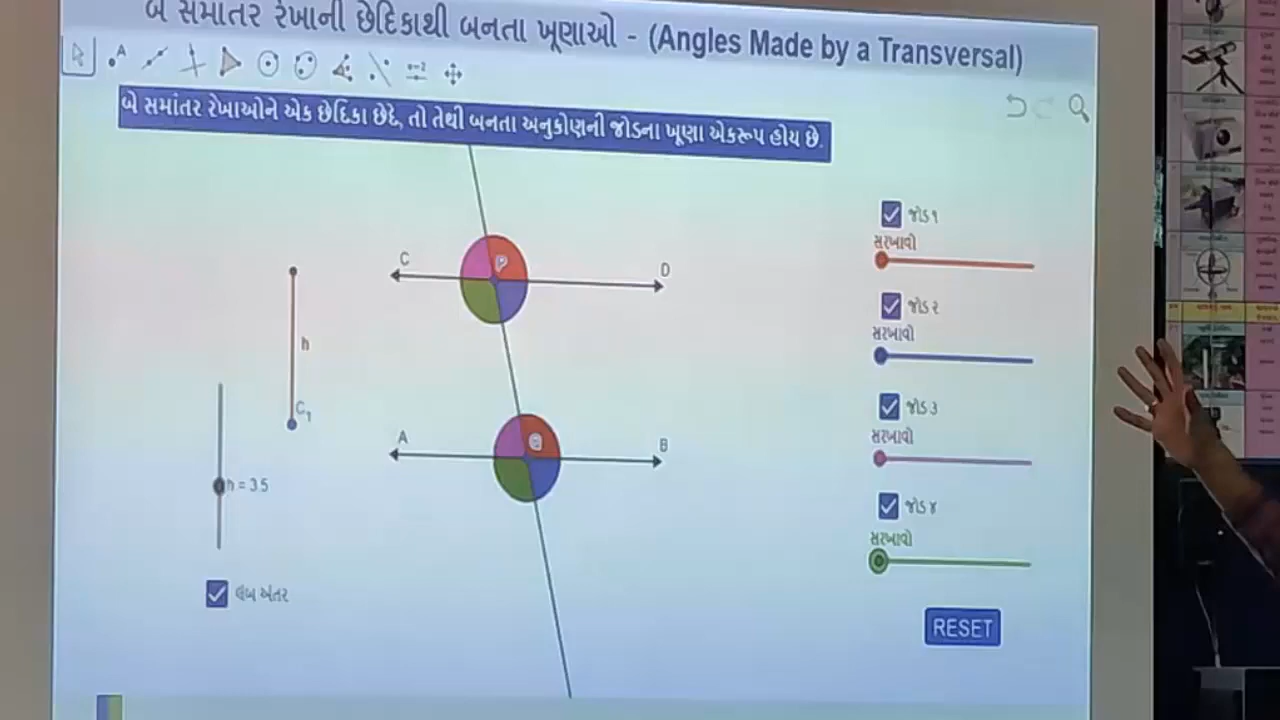 બે સમાંતર રેખાની છેદિકાથી બનતા ખૂણાઓ - (Angles Made by a Transversal)
A
a=2
બે સમાંતર રેખાઓને એક છેદિકા છેદે, તો તેથી બનતા અનુકોણની જોડના ખૂણા એકરૂપ હોય છે.
જોડ ૧
સરખાવો
C
P
D
h
જોડ ૨
સરખાવો
C1
જોડ ૩
સરખાવો
A
Q
B
h = 3.5
જોડ ૪
સરખાવો
લંબ અંતર
RESET